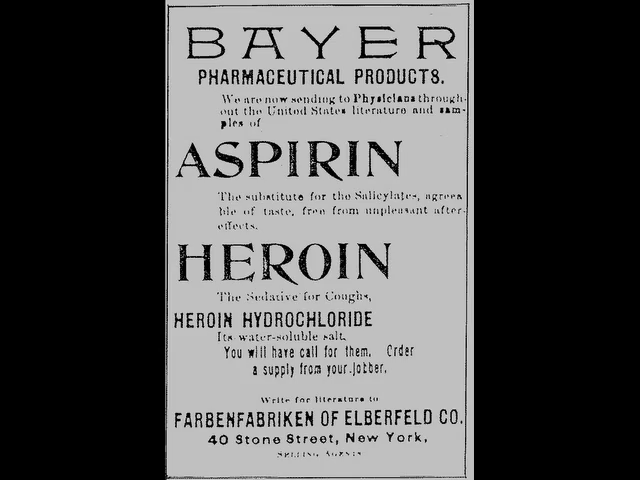 BAYER
PHARMACEUTICAL PRODUCTS.
We are now sending to Physicians through-
out the United States literature and sam-
ples of
ASPIRIN
The substitute for the Salicylates, agreea
ble of taste, free from unpleasant after-
effects.
HEROIN
The Sedative for Coughs,
HEROIN HYDROCHLORIDE
Its water-soluble salt.
You will have call for them. Order
a supply from your jobber.
Write for literature to
FARBENFABRIKEN OF ELBERFELD CO.
40 Stone Street, New York,
SELLING AGENTS